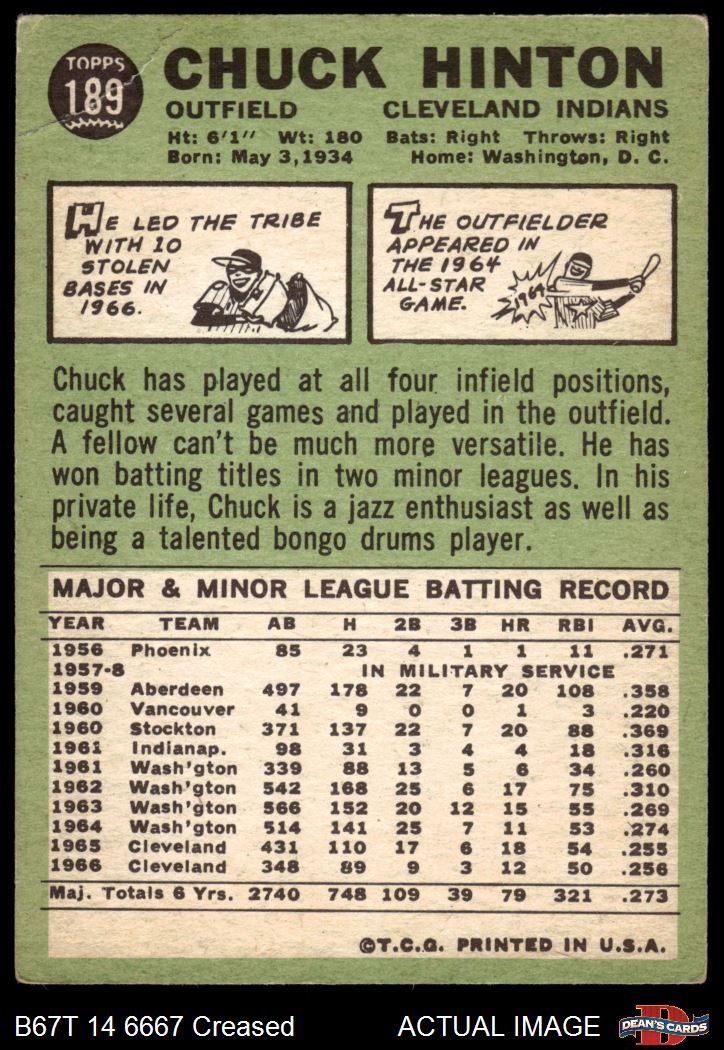 TOPPS
189
CHUCK HINTON
OUTFIELD CLEVELAND INDIANS
Ht: 6'1" Wt: 180 Bats: Right Throws: Right
Born: May 3, 1934 Home: Washington, D. C.
HE LED THE TRIBE
WITH 10
STOLEN
BASES IN
1966.
THE OUTFIELDER
APPEARED IN
THE 1964
ALL-STAR
GAME.
1964
Chuck has played at all four infield positions,
caught several games and played in the outfield.
A fellow can't be much more versatile. He has
won batting titles in two minor leagues. In his
private life, Chuck is a jazz enthusiast as well as
being a talented bongo drums player.
MAJOR & MINOR LEAGUE BATTING RECORD
YEAR TEAM AB H 2B 3B HR RBI AVG.
1956 Phoenix 85 23 4 1 1 11 .271
1957-8 IN MILITARY SERVICE
1959 Aberdeen 497 178 22 7 20 108 .358
1960 Vancouver 41 9 0 0 1 3 .220
1960 Stockton 371 137 22 7 20 88 .369
1961 Indianap. 98 31 3 4 4 18 .316
1961 Wash'gton 339 88 13 5 6 34 .260
1962 Wash'gton 542 168 25 6 17 75 .310
1963 Wash'gton 566 152 20 12 15 55 .269
1964 Wash'gton 514 141 25 7 11 53 .274
1965 Cleveland 431 110 17 6 18 54 .255
1966 Cleveland 348 89 9 3 12 50 .256
Maj. Totals 6 Yrs. 2740 748 109 39 79 321 .273
©T.C.G. PRINTED IN U.S.A.
B67T 14 6667 Creased ACTUAL IMAGE
D
DEAN'S CARDS